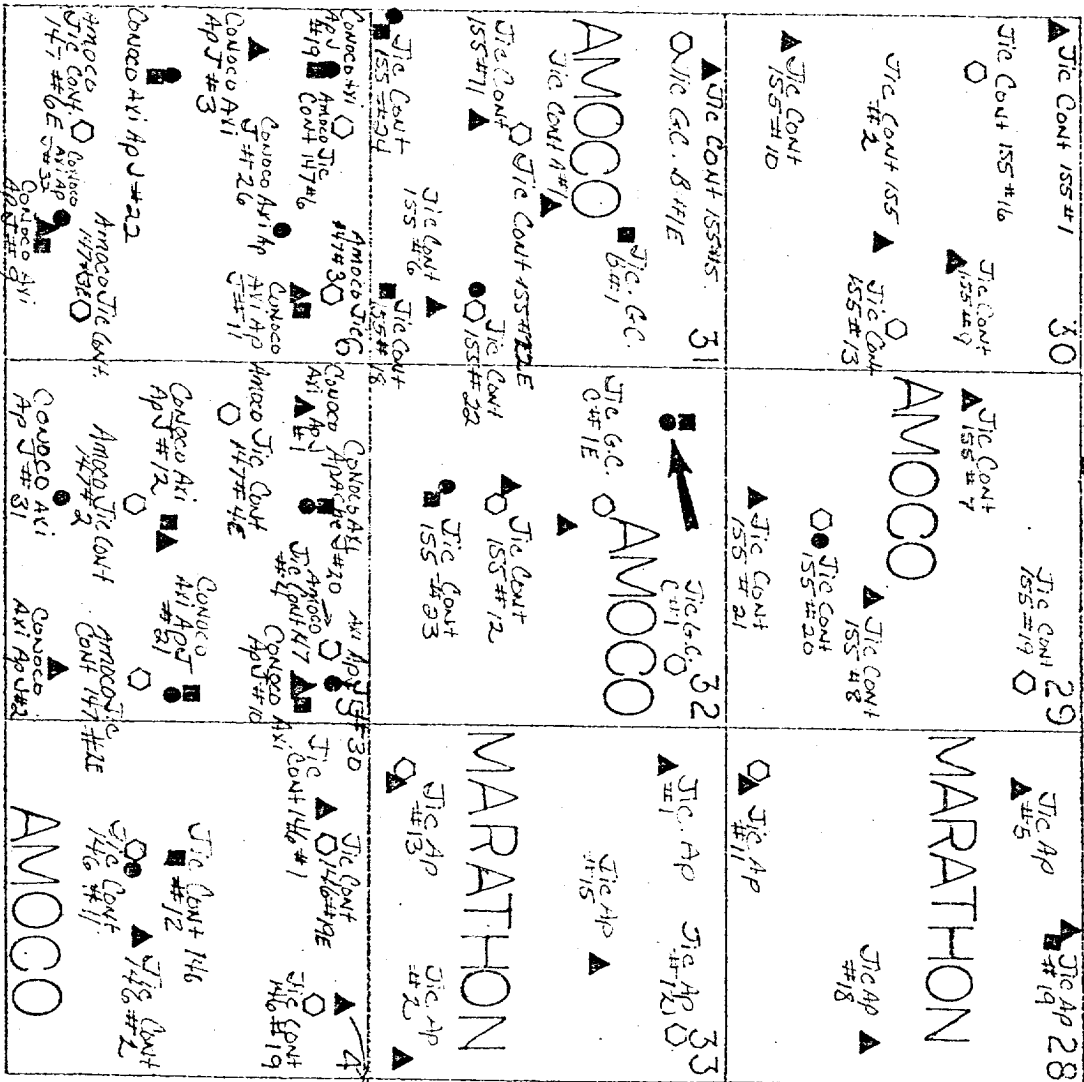 Jic Cont 155 #1
30
Jic Cont 155 #16
Jic Cont
155 #9
Jic Cont 155
#2
Jic Cont
155 #13
Jic Cont
155 #10
29
Jic Cont
155 #19
Jic Cont
155 #7
AMOCO
Jic Cont
155 #8
Jic Cont
155 #20
Jic Cont
155 #21
28
Jic Ap
#5
Jic Ap
#19
MARATHON
Jic Ap
#18
Jic Ap
#11
Jic Cont 155 #5
31
Jic G.C. B #1E
Jic. G.C.
B #1
AMOCO
Jic Cont A #1
Jic Cont 155 #22E
Jic Cont
155 #11
Jic Cont
155 #22
Jic Cont
155 #6
Jic Cont
155 #24
Jic Cont
155 #18
32
Jic. G.C.
C #1
Jic G.C.
C #1E
AMOCO
Jic Cont
155 #12
Jic Cont
155 #23
33
Jic. Ap
#1
Jic Ap
#12
Jic Ap
#15
MARATHON
Jic Ap
#13
Jic Ap
#2
6
Conoco Axi
Ap J
#19
Amoco Jic
Cont 147 #6
Amoco Jic
147 #3
Conoco
Axi Ap
J #11
Conoco Axi Ap
J #26
Conoco Axi
Ap J #3
Conoco Axi Ap J #22
Amoco
Jic Cont
147 #6E
Conoco
Axi Ap
Amoco Jic Cont
147 #3E
Conoco Axi
Ap J #9
5
Conoco
Axi Ap J
#1
Conoco Axi
Apache J #20
Axi Ap J #30
Amoco
Jic Cont 147
#4
Conoco Axi
Ap J #10
Amoco Jic Cont
147 #4E
Conoco Axi
Ap J #12
Conoco
Axi Ap J
#21
Amoco Jic Cont
147 #2
Amoco Jic
Cont 147 #2E
Conoco Axi
Ap J #31
Conoco
Axi Ap J #2
4
Jic
Cont 146 #1
Jic Cont
146 #19E
Jic Cont
146 #19
Jic Cont 146
#12
Jic Cont
146 #2
Jic Cont
146 #11
AMOCO